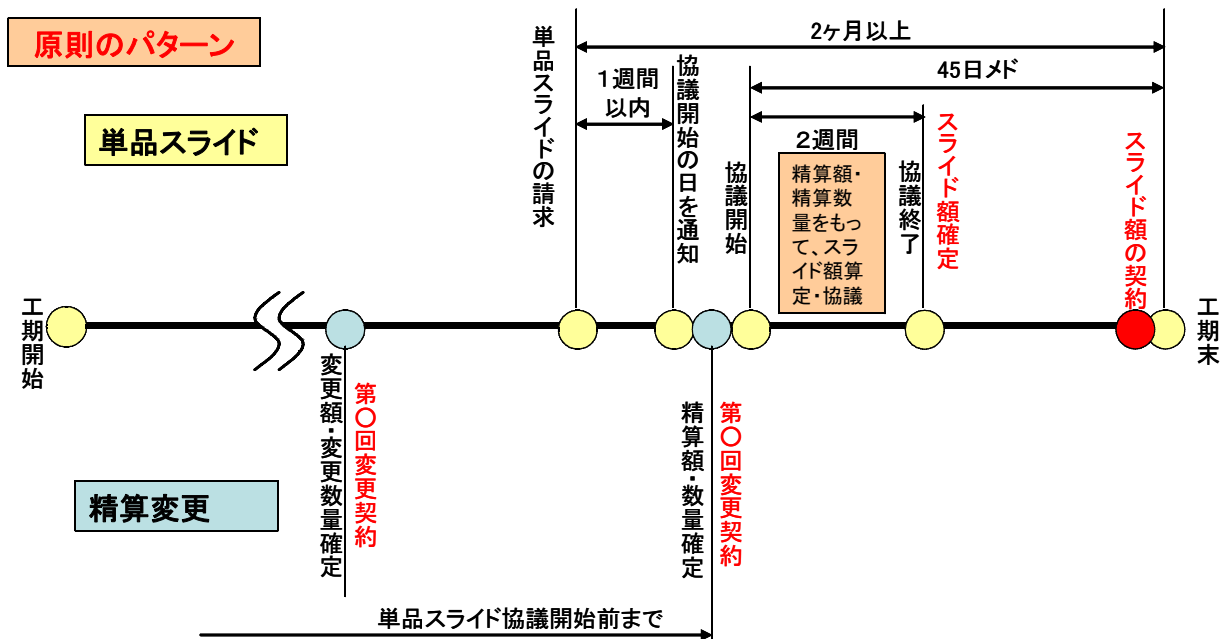 原則のパターン
単品スライド
単品スライドの請求
2ヶ月以上
1週間
以内
協議開始の日を通知
45日メド
協議開始
2週間
精算額・
精算数
量をもっ
て、スラ
イド額算
定・協議
協議終了
スライド額確定
スライド額の契約
工期開始
工期末
変更額・変更数量確定
第〇回変更契約
精算額・数量確定
第〇回変更契約
精算変更
単品スライド協議開始前まで